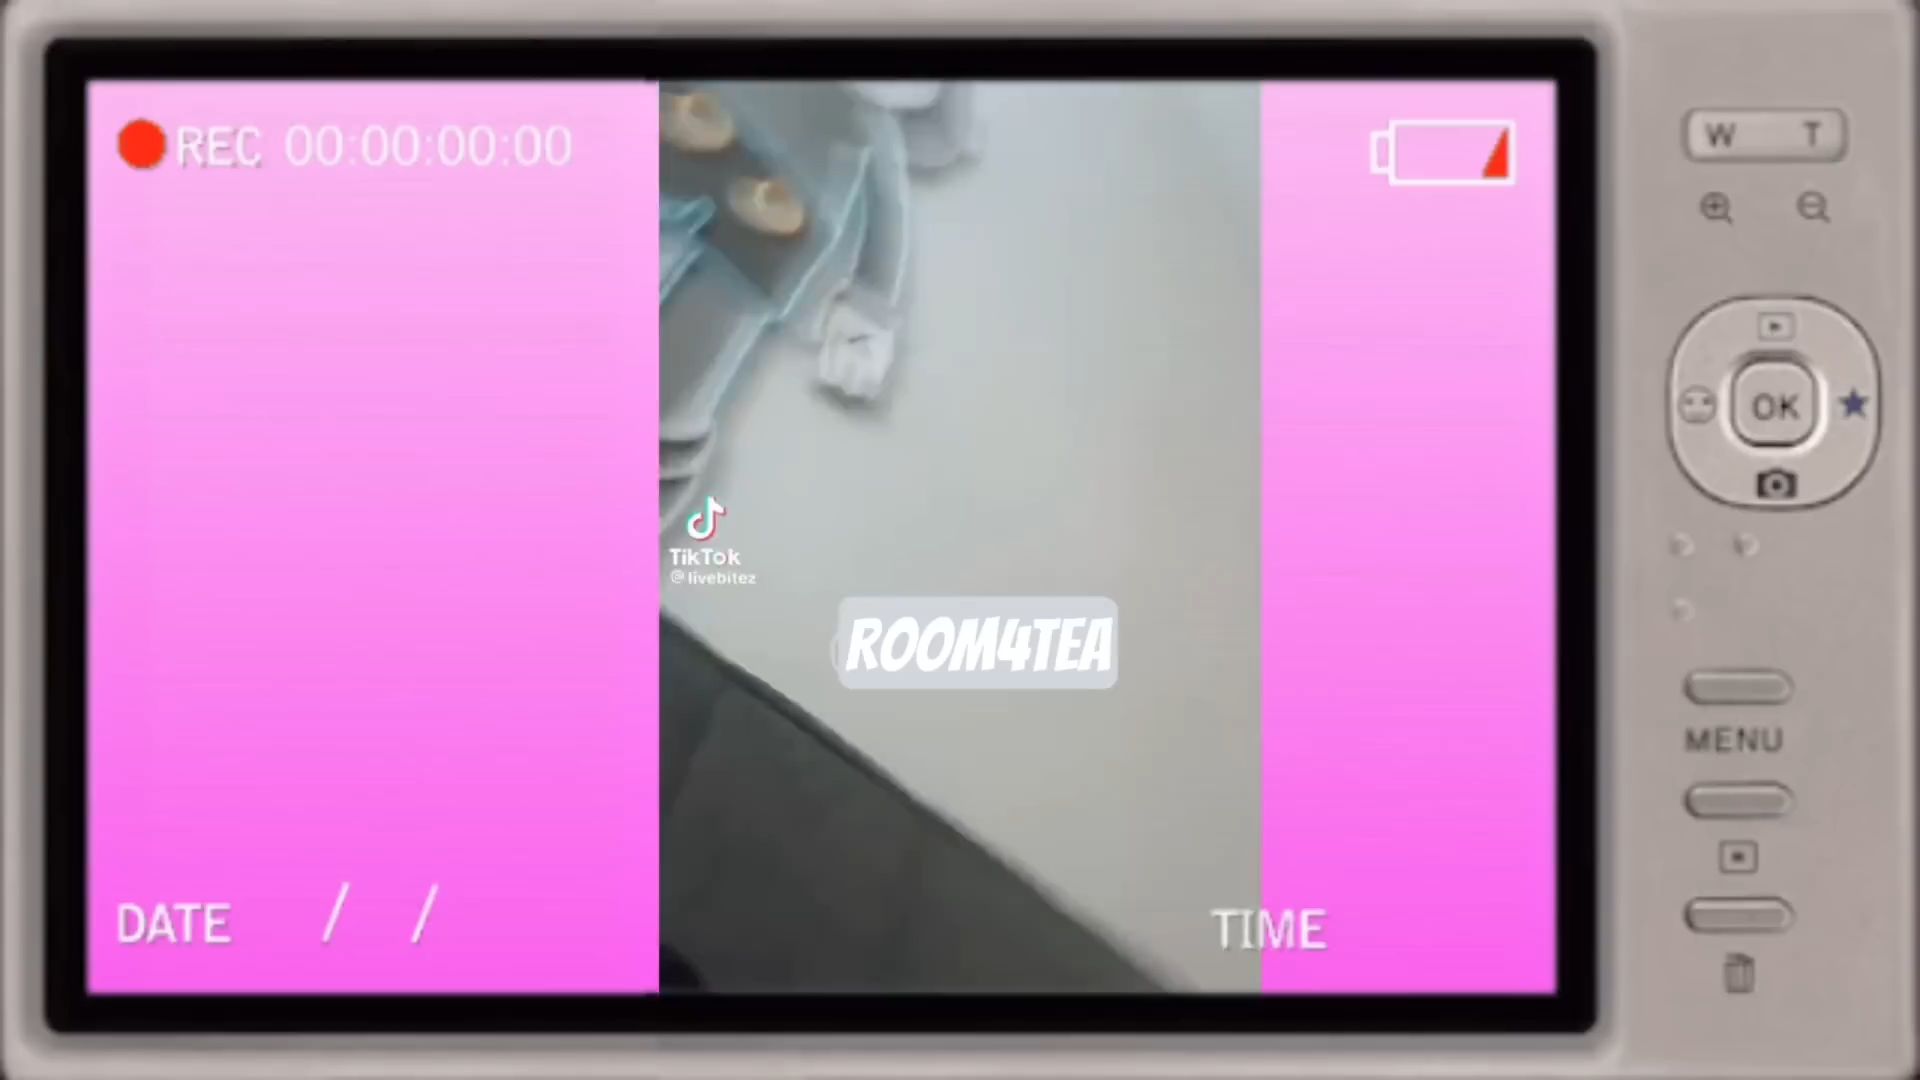 REC 00:00:00:00
W T
OK
TikTok
@livebitez
ROOM4TEA
MENU
DATE / /
TIME